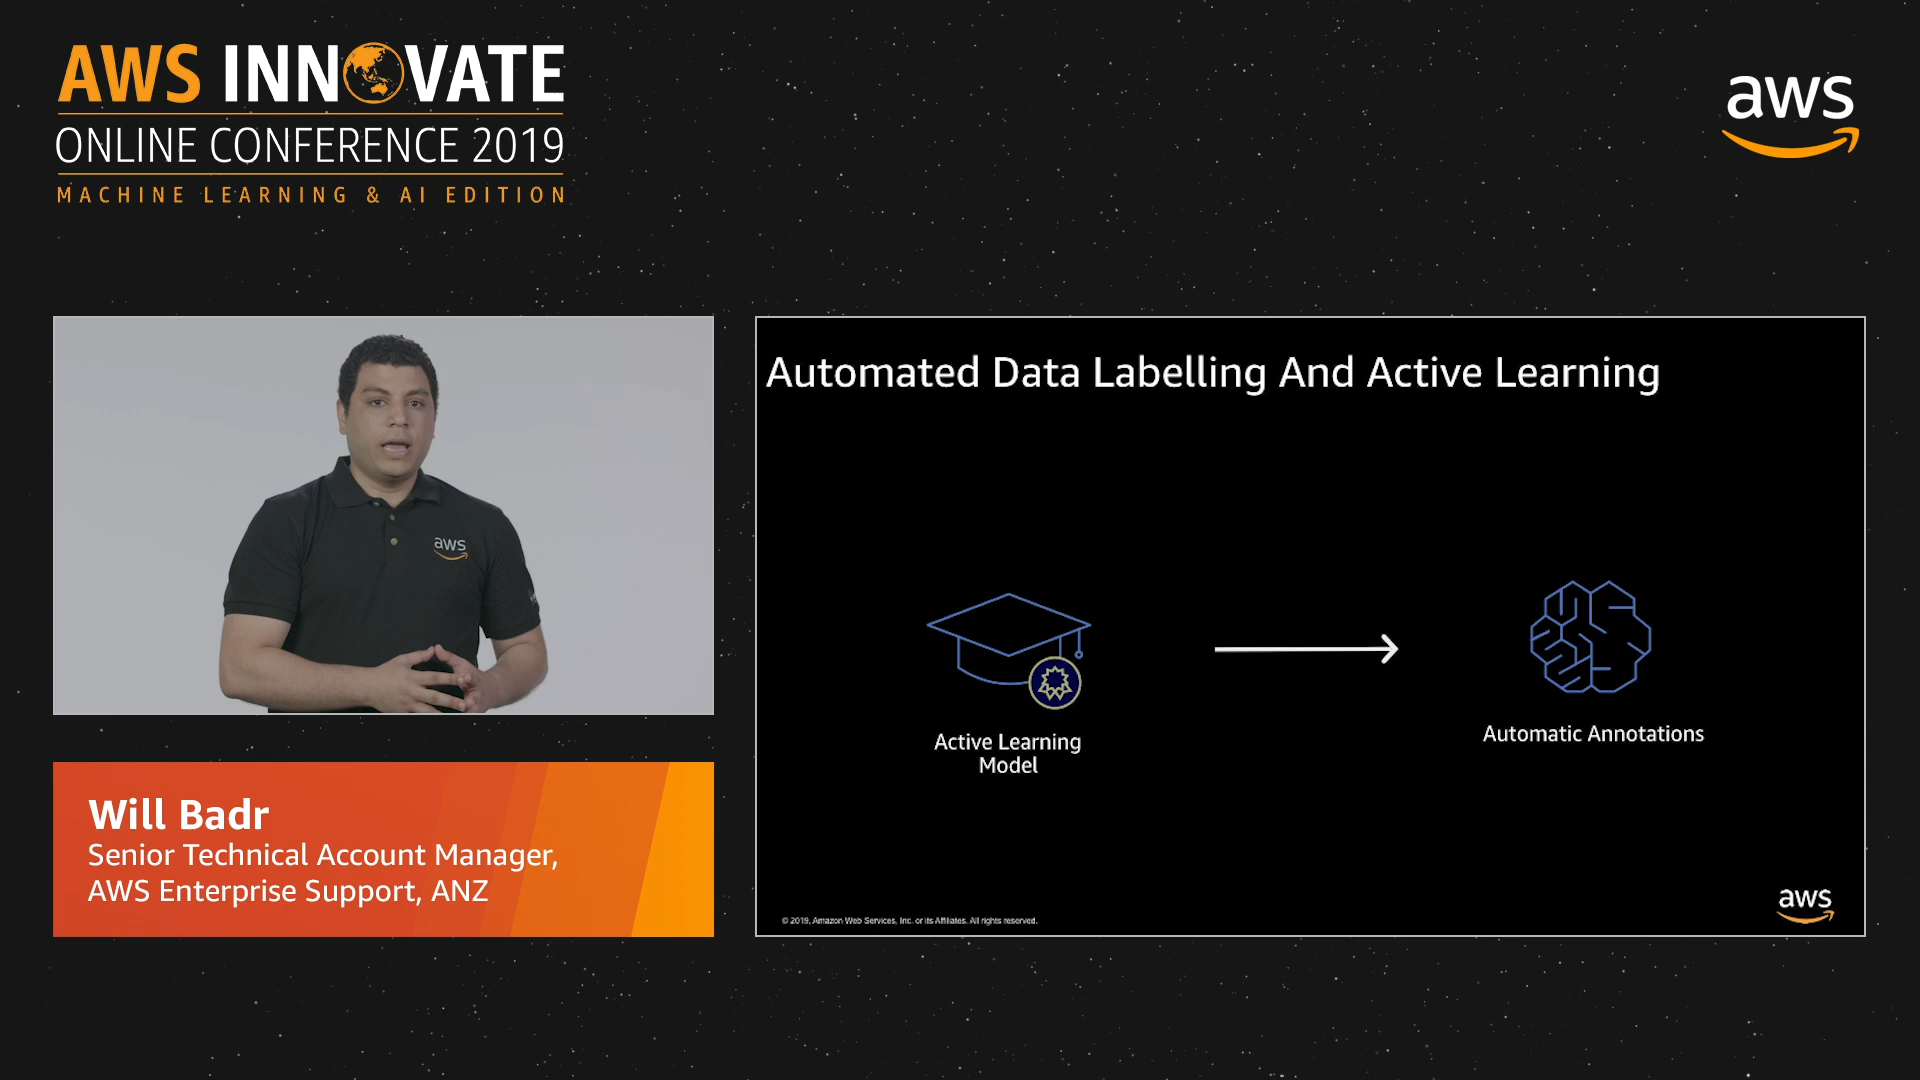 AWS INNOVATE
ONLINE CONFERENCE 2019
MACHINE LEARNING & AI EDITION
aws
aws
Will Badr
Senior Technical Account Manager,
AWS Enterprise Support, ANZ
Automated Data Labelling And Active Learning
Active Learning
Model
Automatic Annotations
© 2019, Amazon Web Services, Inc. or its Affiliates. All rights reserved.
aws